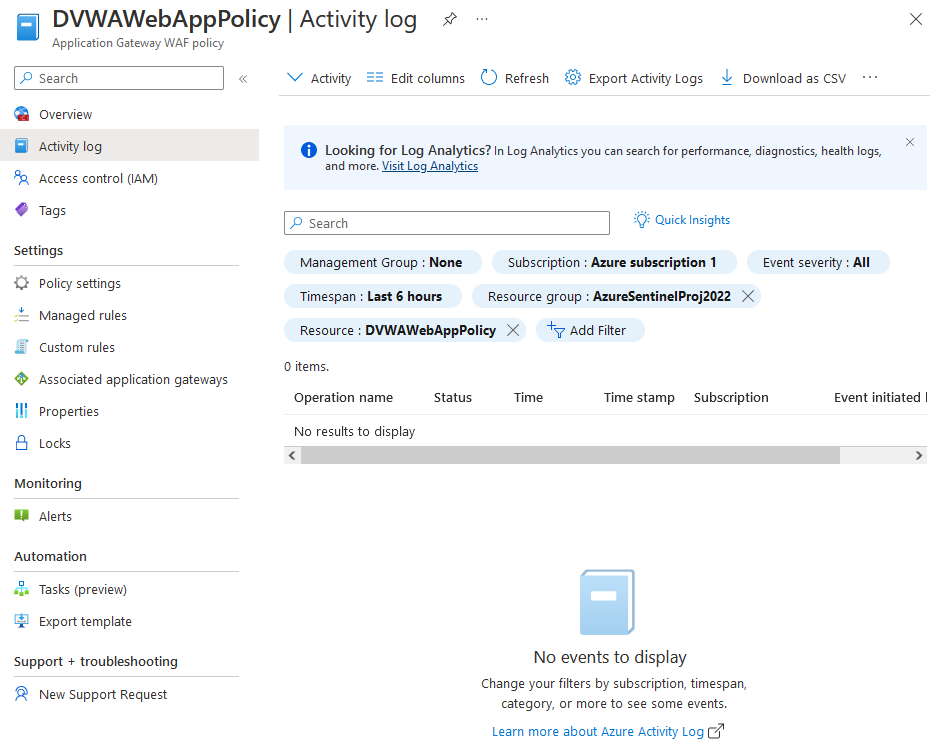 DVWAWebAppPolicy | Activity log
Application Gateway WAF policy
Search
Overview
Activity log
Access control (IAM)
Tags
Settings
Policy settings
Managed rules
Custom rules
Associated application gateways
Properties
Locks
Monitoring
Alerts
Automation
Tasks (preview)
Export template
Support + troubleshooting
New Support Request
Activity Edit columns Refresh Export Activity Logs Download as CSV
Looking for Log Analytics? In Log Analytics you can search for performance, diagnostics, health logs,
and more. Visit Log Analytics
Search Quick Insights
Management Group : None Subscription : Azure subscription 1 Event severity : All
Timespan : Last 6 hours Resource group : AzureSentinelProj2022
Resource : DVWAWebAppPolicy Add Filter
0 items.
Operation name Status Time Time stamp Subscription Event initiated
No results to display
No events to display
Change your filters by subscription, timespan,
category, or more to see some events.
Learn more about Azure Activity Log